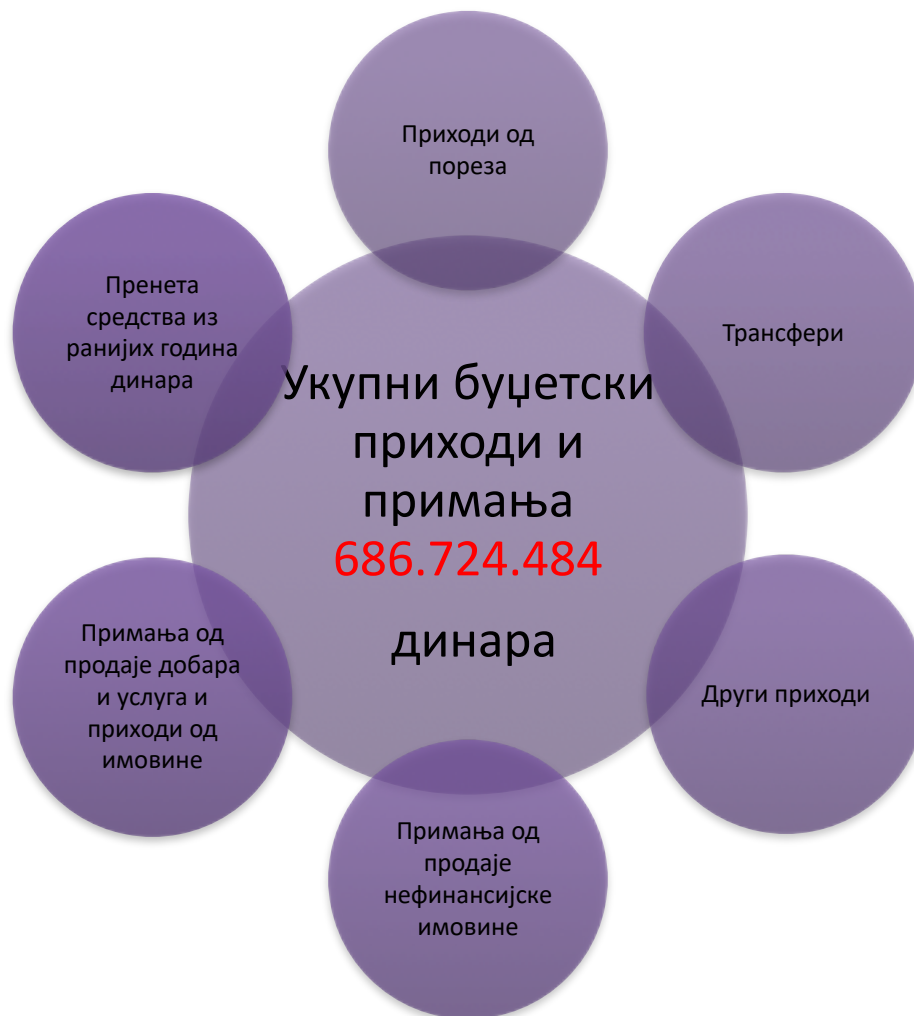 Приходи од
пореза
Трансфери
Други приходи
Примања од
продаје
нефинансијске
имовине
Примања од
продаје добара
и услуга и
приходи од
имовине
Пренета
средства из
ранијих година
динара
Укупни буџетски
приходи и
примања
686.724.484
динара